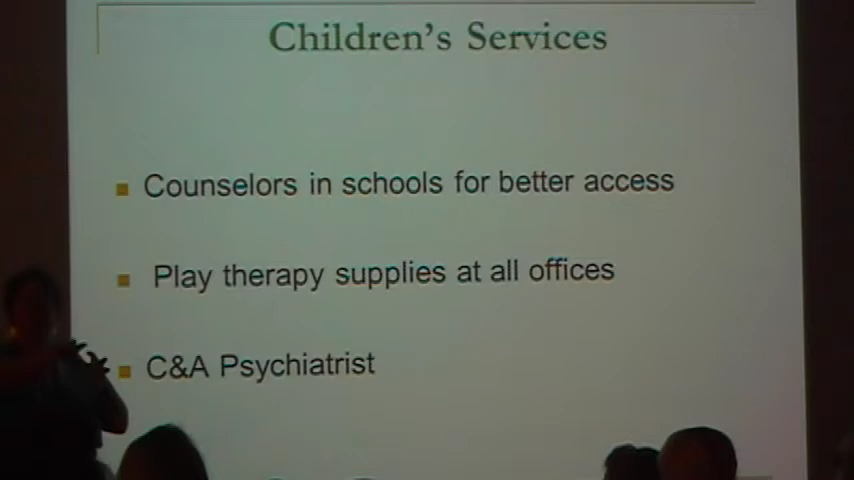 Children's Services
Counselors in schools for better access
Play therapy supplies at all offices
C&A Psychiatrist